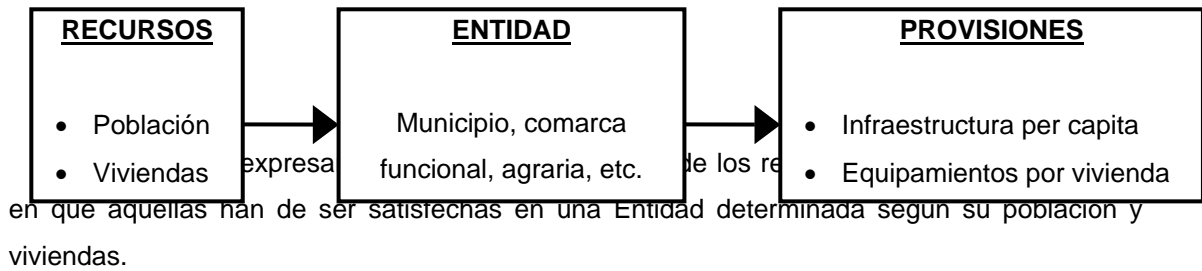 RECURSOS
• Población
• Viviendas
ENTIDAD
Municipio, comarca
funcional, agraria, etc.
PROVISIONES
• Infraestructura per capita
• Equipamientos por vivienda
expresa
de los
en que aquellas han de ser satisfechas en una Entidad determinada según su población y
viviendas.